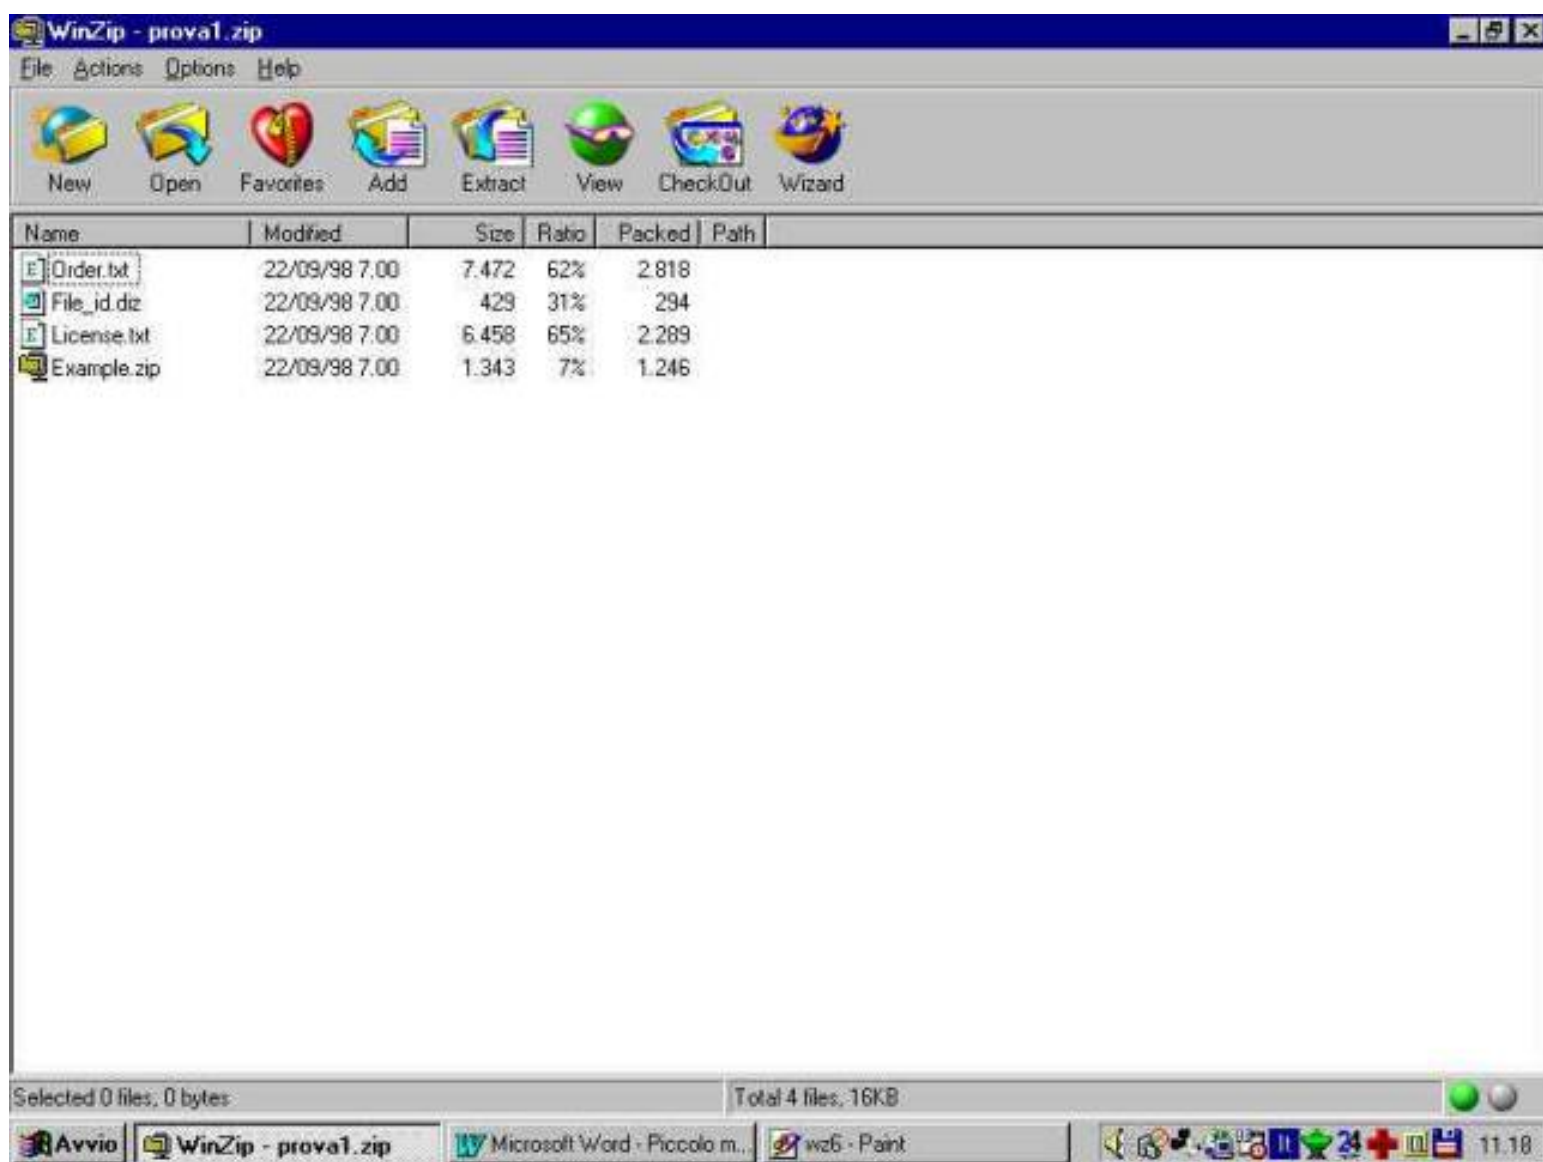 WinZip - prova1.zip
File Actions Options Help
New Open Favorites Add Extract View CheckOut Wizard
Name Modified Size Ratio Packed Path
Order.txt 22/09/98 7.00 7.472 62% 2.818
File_id.diz 22/09/98 7.00 429 31% 294
License.txt 22/09/98 7.00 6.458 65% 2.289
Example.zip 22/09/98 7.00 1.343 7% 1.246
Selected 0 files, 0 bytes Total 4 files, 16KB
Avvio WinZip - prova1.zip Microsoft Word - Piccolo m... wz6 - Paint 24 11.18